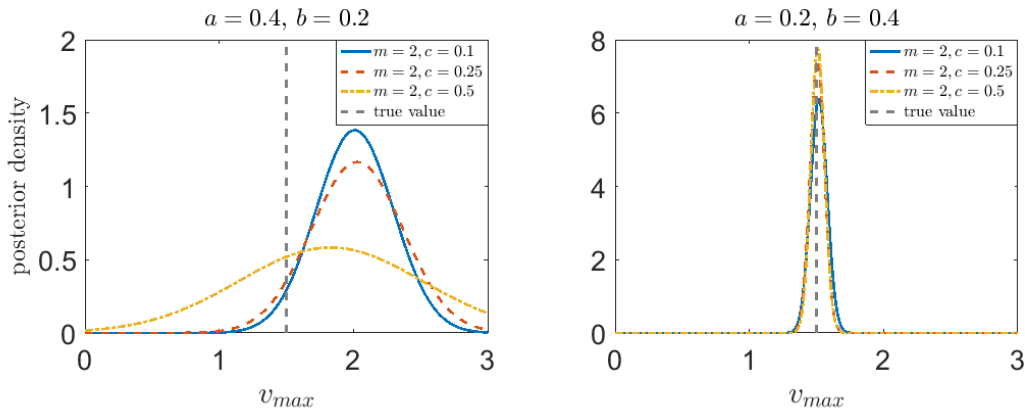 a = 0.4, b = 0.2
posterior density
2
1.5
1
0.5
0
0 1 2 3
v_max
m = 2, c = 0.1
m = 2, c = 0.25
m = 2, c = 0.5
true value
a = 0.2, b = 0.4
8
6
4
2
0
0 1 2 3
v_max
m = 2, c = 0.1
m = 2, c = 0.25
m = 2, c = 0.5
true value